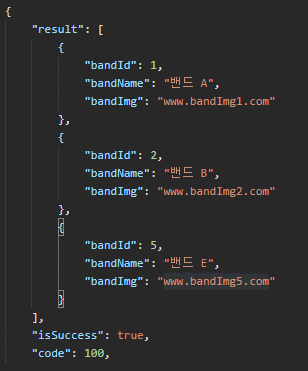 {
"result": [
{
"bandId": 1,
"bandName": "밴드 A",
"bandImg": "www.bandImg1.com"
},
{
"bandId": 2,
"bandName": "밴드 B",
"bandImg": "www.bandImg2.com"
},
{
"bandId": 5,
"bandName": "밴드 E",
"bandImg": "www.bandImg5.com"
}
],
"isSuccess": true,
"code": 100,